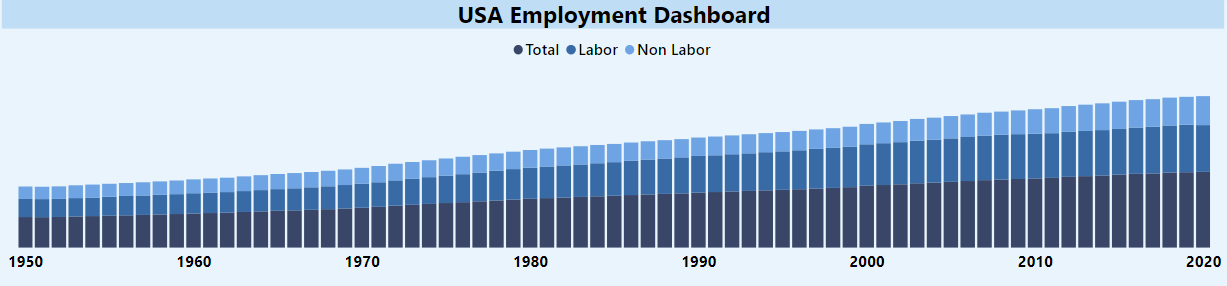 USA Employment Dashboard
Total Labor Non Labor
1950 1960 1970 1980 1990 2000 2010 2020